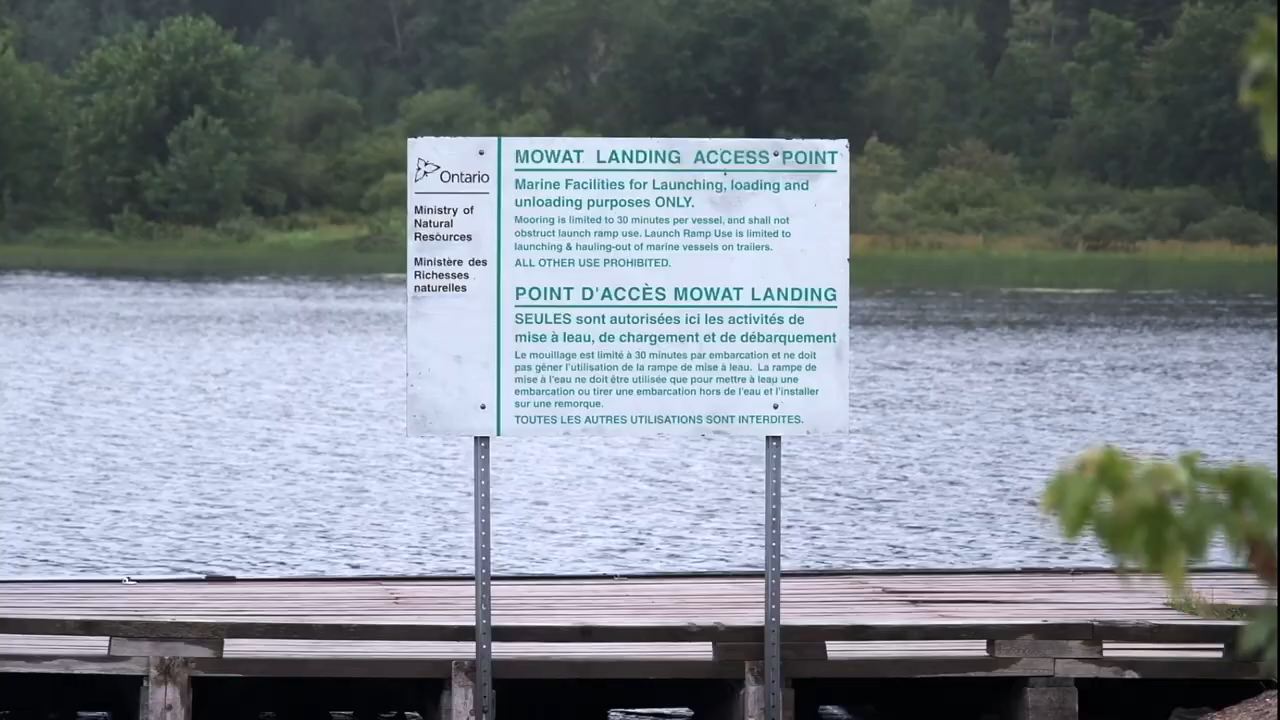 Ontario
Ministry of
Natural
Resources
Ministère des
Richesses
naturelles
MOWAT LANDING ACCESS POINT
Marine Facilities for Launching, loading and
unloading purposes ONLY.
Mooring is limited to 30 minutes per vessel, and shall not
obstruct launch ramp use. Launch Ramp Use is limited to
launching & hauling-out of marine vessels on trailers.
ALL OTHER USE PROHIBITED.
POINT D'ACCÈS MOWAT LANDING
SEULES sont autorisées ici les activités de
mise à leau, de chargement et de débarquement
Le mouillage est limité à 30 minutes par embarcation et ne doit
pas gêner l'utilisation de la rampe de mise à leau. La rampe de
mise à l'eau ne doit être utilisée que pour mettre à leau une
embarcation ou tirer une embarcation hors de l'eau et l'installer
sur une remorque.
TOUTES LES AUTRES UTILISATIONS SONT INTERDITES.